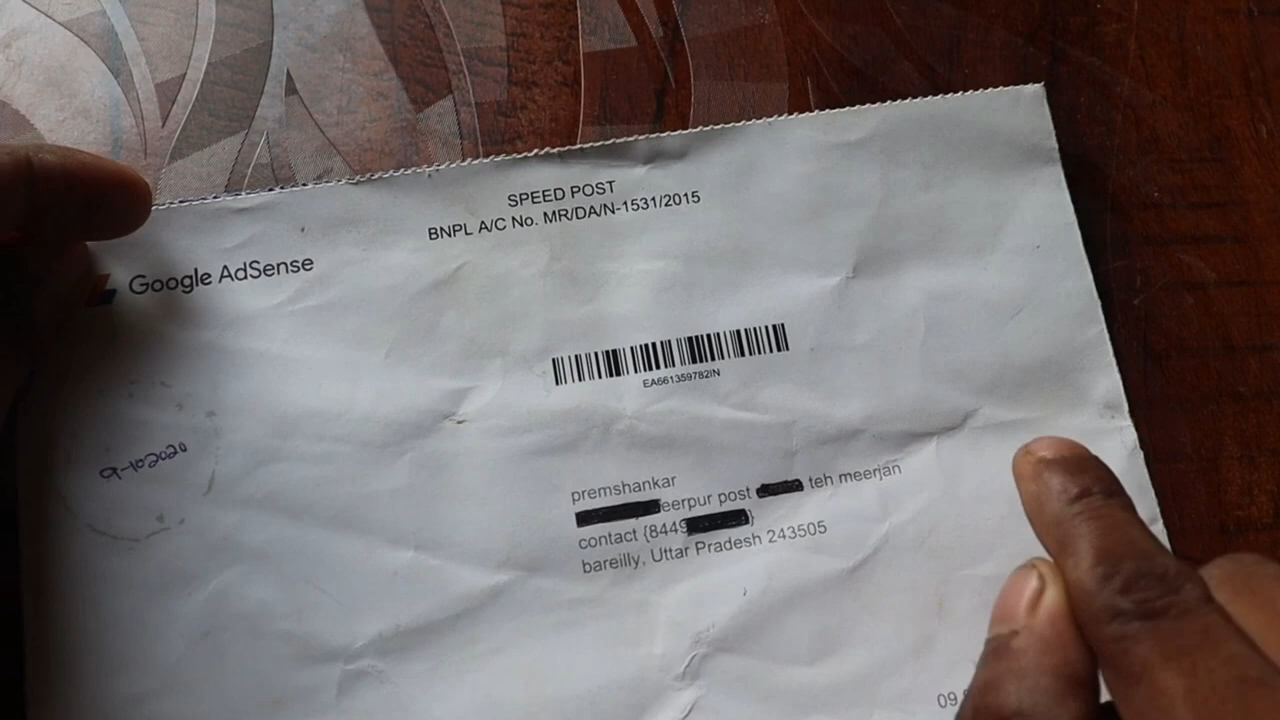 SPEED POST
BNPL A/C No. MR/DA/N-1531/2015
Google AdSense
EA661359782IN
9-10 2020
premshankar
eerpur post teh meerjan
contact {8449 }
bareilly, Uttar Pradesh 243505
09